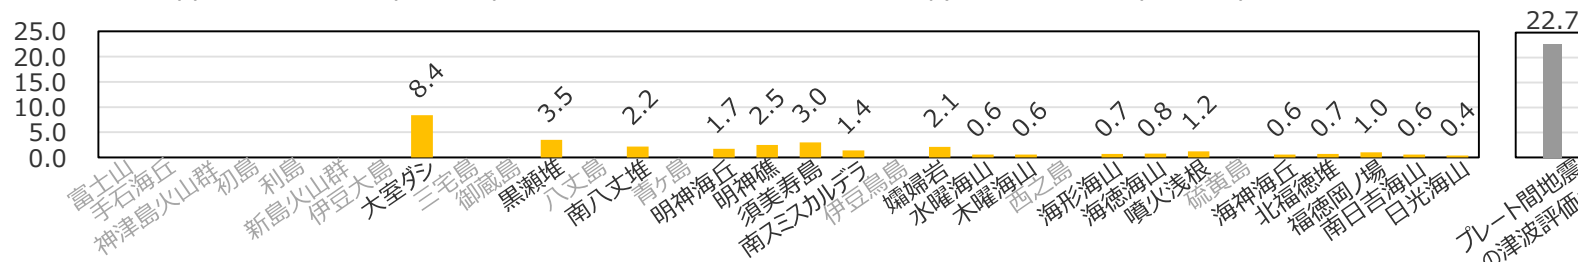 25.0
20.0
15.0
10.0
5.0
0.0
8.4
3.5
2.2
1.7
2.5
3.0
1.4
2.1
0.6
0.6
0.7
0.8
1.2
0.6
0.7
1.0
0.6
0.4
22.7
富士山
手石海丘
神津島火山群
初島
利島
新島火山群
伊豆大島
大室ダシ
三宅島
御蔵島
黒瀬堆
八丈島
南八丈堆
青ヶ島
明神海丘
明神礁
須美寿島
南スミスカルデラ
伊豆鳥島
孀婦岩
水曜海山
木曜海山
西之島
海形海山
海徳海山
噴火浅根
硫黄島
海神海丘
北福徳堆
福徳岡ノ場
南日吉海山
日光海山
プレート間地震
の津波評価